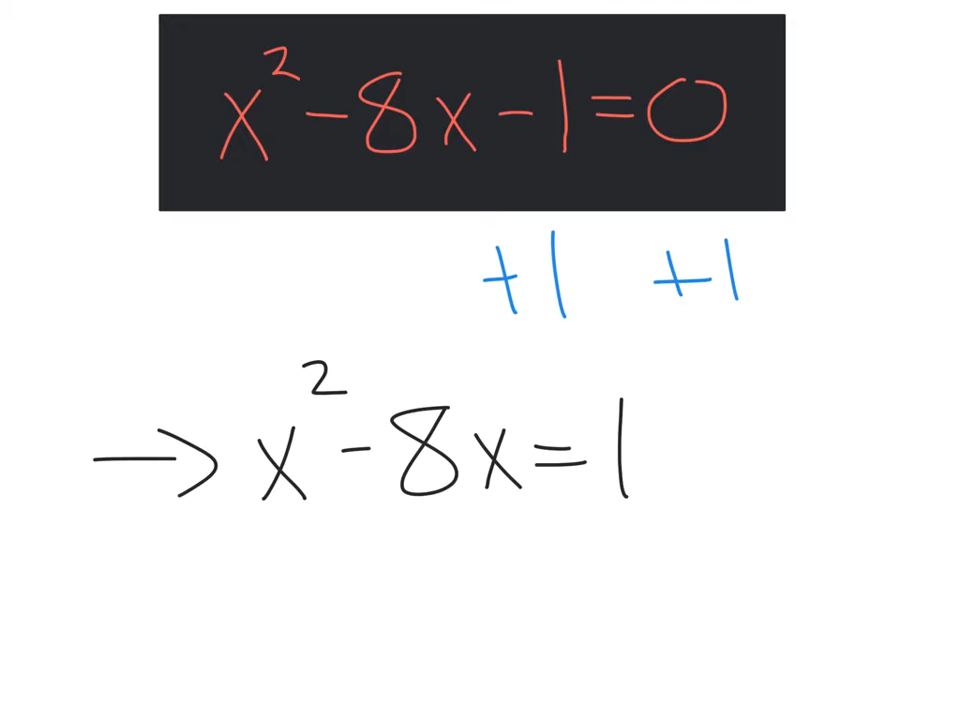 x² - 8x - 1 = 0
+1 +1
→ x² - 8x = 1